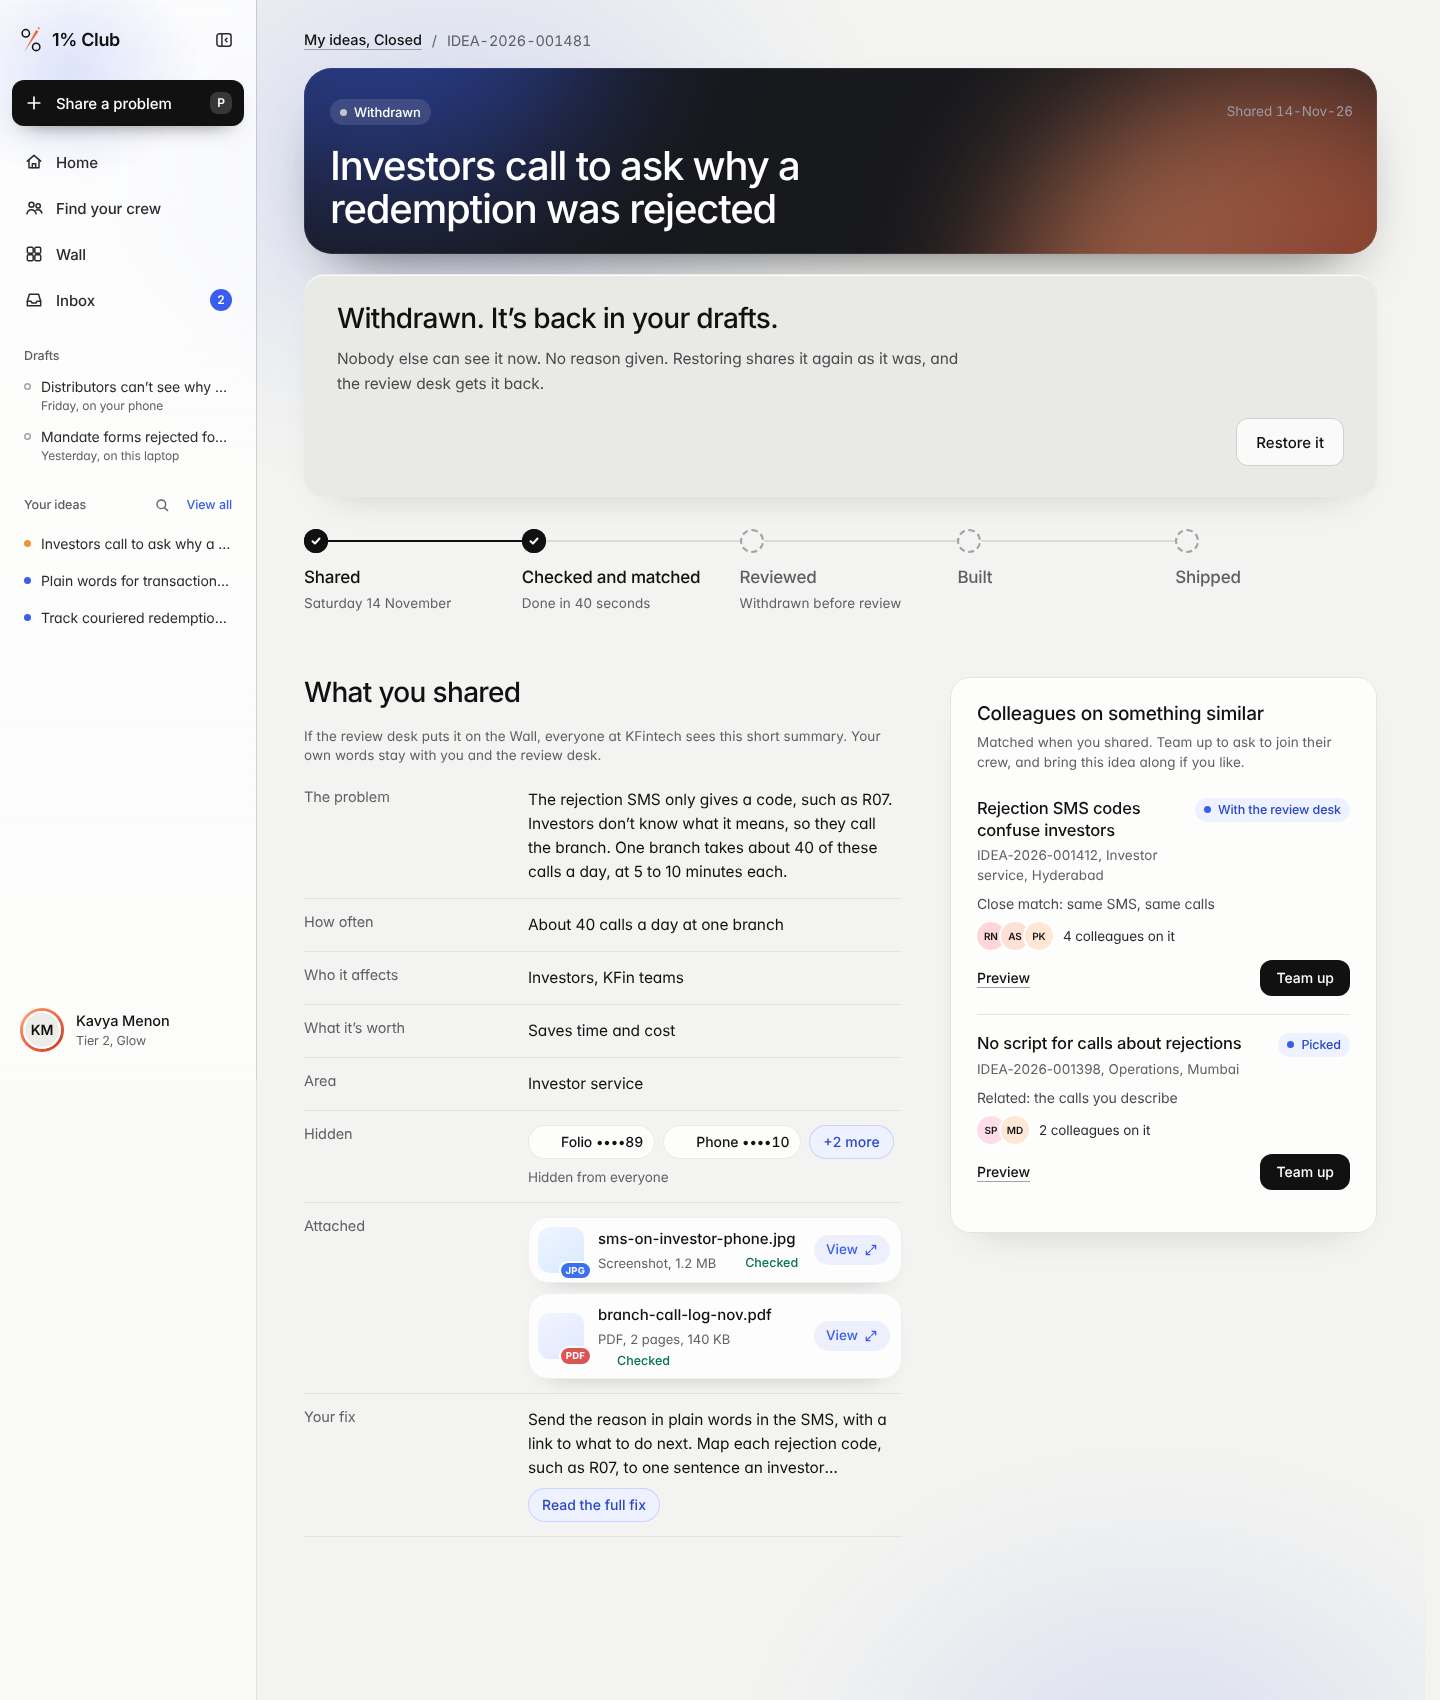 1% Club
Share a problem P
Home
Find your crew
Wall
Inbox 2
Drafts
Distributors can't see why ...
Friday, on your phone
Mandate forms rejected fo...
Yesterday, on this laptop
Your ideas View all
Investors call to ask why a ...
Plain words for transaction...
Track couriered redemptio...
KM Kavya Menon
Tier 2, Glow
My ideas, Closed / IDEA-2026-001481
Withdrawn Shared 14-Nov-26
Investors call to ask why a
redemption was rejected
Withdrawn. It's back in your drafts.
Nobody else can see it now. No reason given. Restoring shares it again as it was, and
the review desk gets it back.
Restore it
Shared
Saturday 14 November
Checked and matched
Done in 40 seconds
Reviewed
Withdrawn before review
Built
Shipped
What you shared
If the review desk puts it on the Wall, everyone at KFintech sees this short summary. Your
own words stay with you and the review desk.
The problem
The rejection SMS only gives a code, such as R07.
Investors don't know what it means, so they call
the branch. One branch takes about 40 of these
calls a day, at 5 to 10 minutes each.
How often
About 40 calls a day at one branch
Who it affects
Investors, KFin teams
What it's worth
Saves time and cost
Area
Investor service
Hidden
Folio ••••89 Phone ••••10 +2 more
Hidden from everyone
Attached
sms-on-investor-phone.jpg
JPG Screenshot, 1.2 MB Checked View
branch-call-log-nov.pdf
PDF PDF, 2 pages, 140 KB View
Checked
Your fix
Send the reason in plain words in the SMS, with a
link to what to do next. Map each rejection code,
such as R07, to one sentence an investor...
Read the full fix
Colleagues on something similar
Matched when you shared. Team up to ask to join their
crew, and bring this idea along if you like.
Rejection SMS codes
confuse investors
With the review desk
IDEA-2026-001412, Investor
service, Hyderabad
Close match: same SMS, same calls
RN AS PK 4 colleagues on it
Preview Team up
No script for calls about rejections Picked
IDEA-2026-001398, Operations, Mumbai
Related: the calls you describe
SP MD 2 colleagues on it
Preview Team up